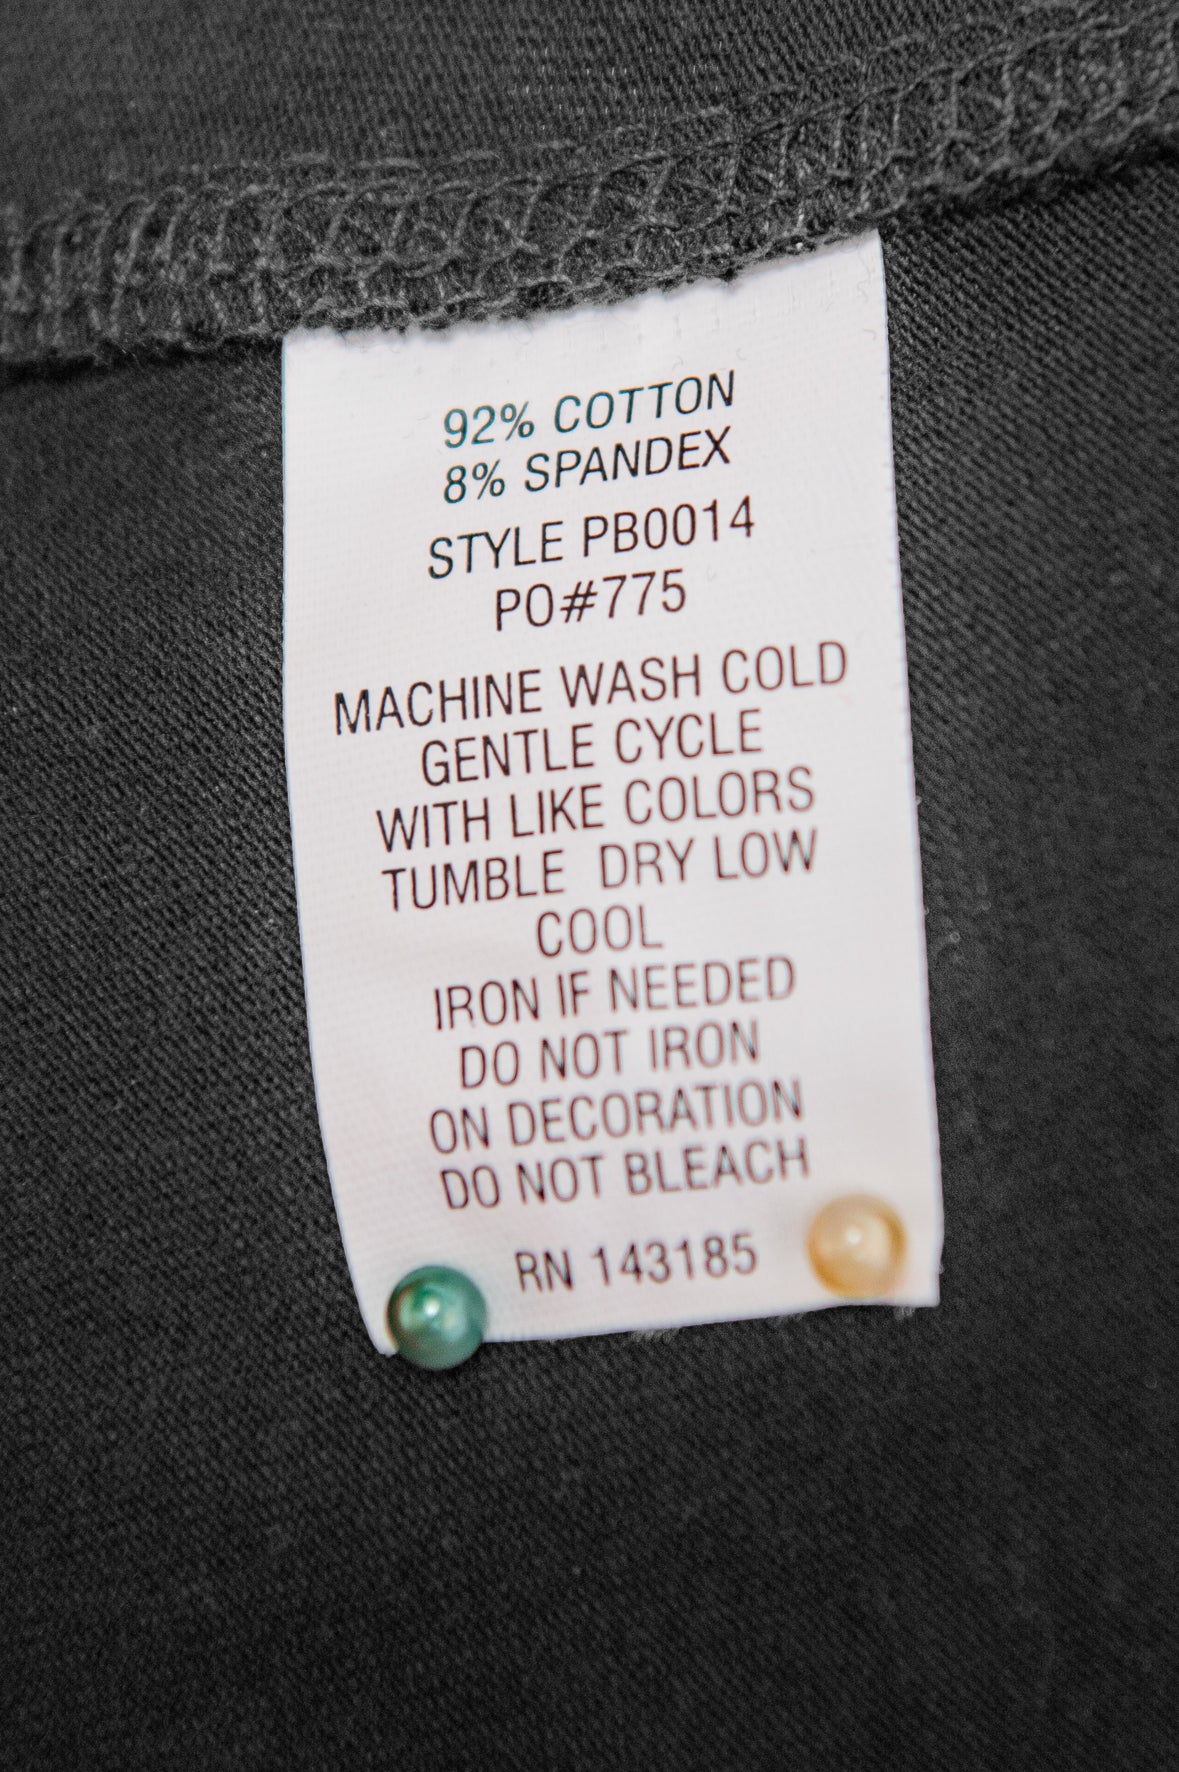 92% COTTON
8% SPANDEX
STYLE PB0014
PO#775
MACHINE WASH COLD
GENTLE CYCLE
WITH LIKE COLORS
TUMBLE DRY LOW
COOL
IRON IF NEEDED
DO NOT IRON
ON DECORATION
DO NOT BLEACH
RN 143185